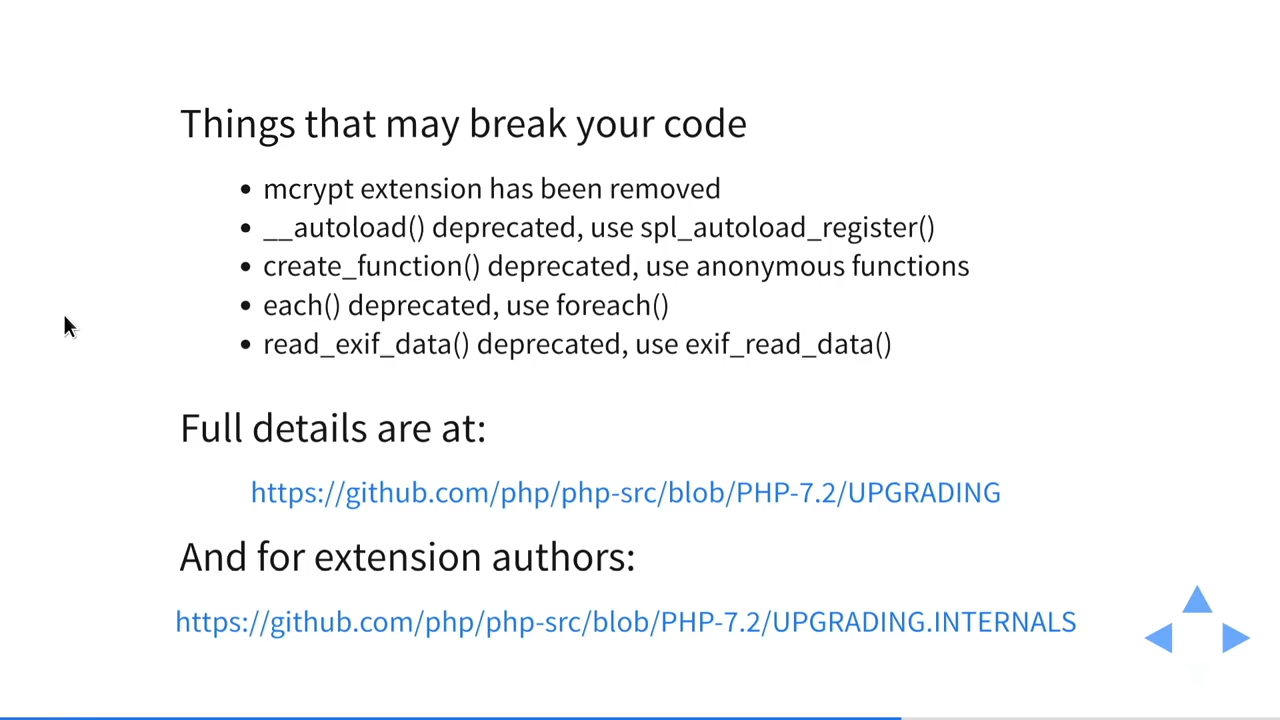 Things that may break your code
• mcrypt extension has been removed
• __autoload() deprecated, use spl_autoload_register()
• create_function() deprecated, use anonymous functions
• each() deprecated, use foreach()
• read_exif_data() deprecated, use exif_read_data()
Full details are at:
https://github.com/php/php-src/blob/PHP-7.2/UPGRADING
And for extension authors:
https://github.com/php/php-src/blob/PHP-7.2/UPGRADING.INTERNALS